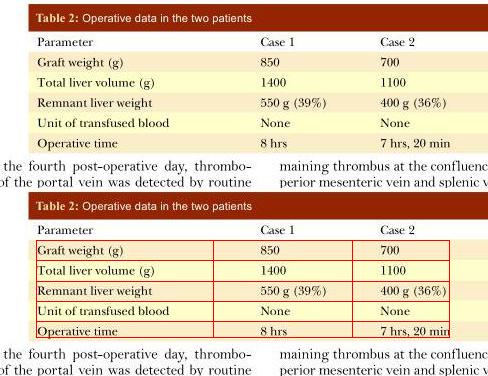 Table 2: Operative data in the two patients
Parameter Case 1 Case 2
Graft weight (g) 850 700
Total liver volume (g) 1400 1100
Remnant liver weight 550 g (39%) 400 g (36%)
Unit of transfused blood None None
Operative time 8 hrs 7 hrs, 20 min
the fourth post-operative day, thrombo-
of the portal vein was detected by routine
maining thrombus at the confluenc
perior mesenteric vein and splenic v
Table 2: Operative data in the two patients
Parameter Case 1 Case 2
Graft weight (g) 850 700
Total liver volume (g) 1400 1100
Remnant liver weight 550 g (39%) 400 g (36%)
Unit of transfused blood None None
Operative time 8 hrs 7 hrs, 20 min
the fourth post-operative day, thrombo-
of the portal vein was detected by routine
maining thrombus at the confluenc
perior mesenteric vein and splenic v